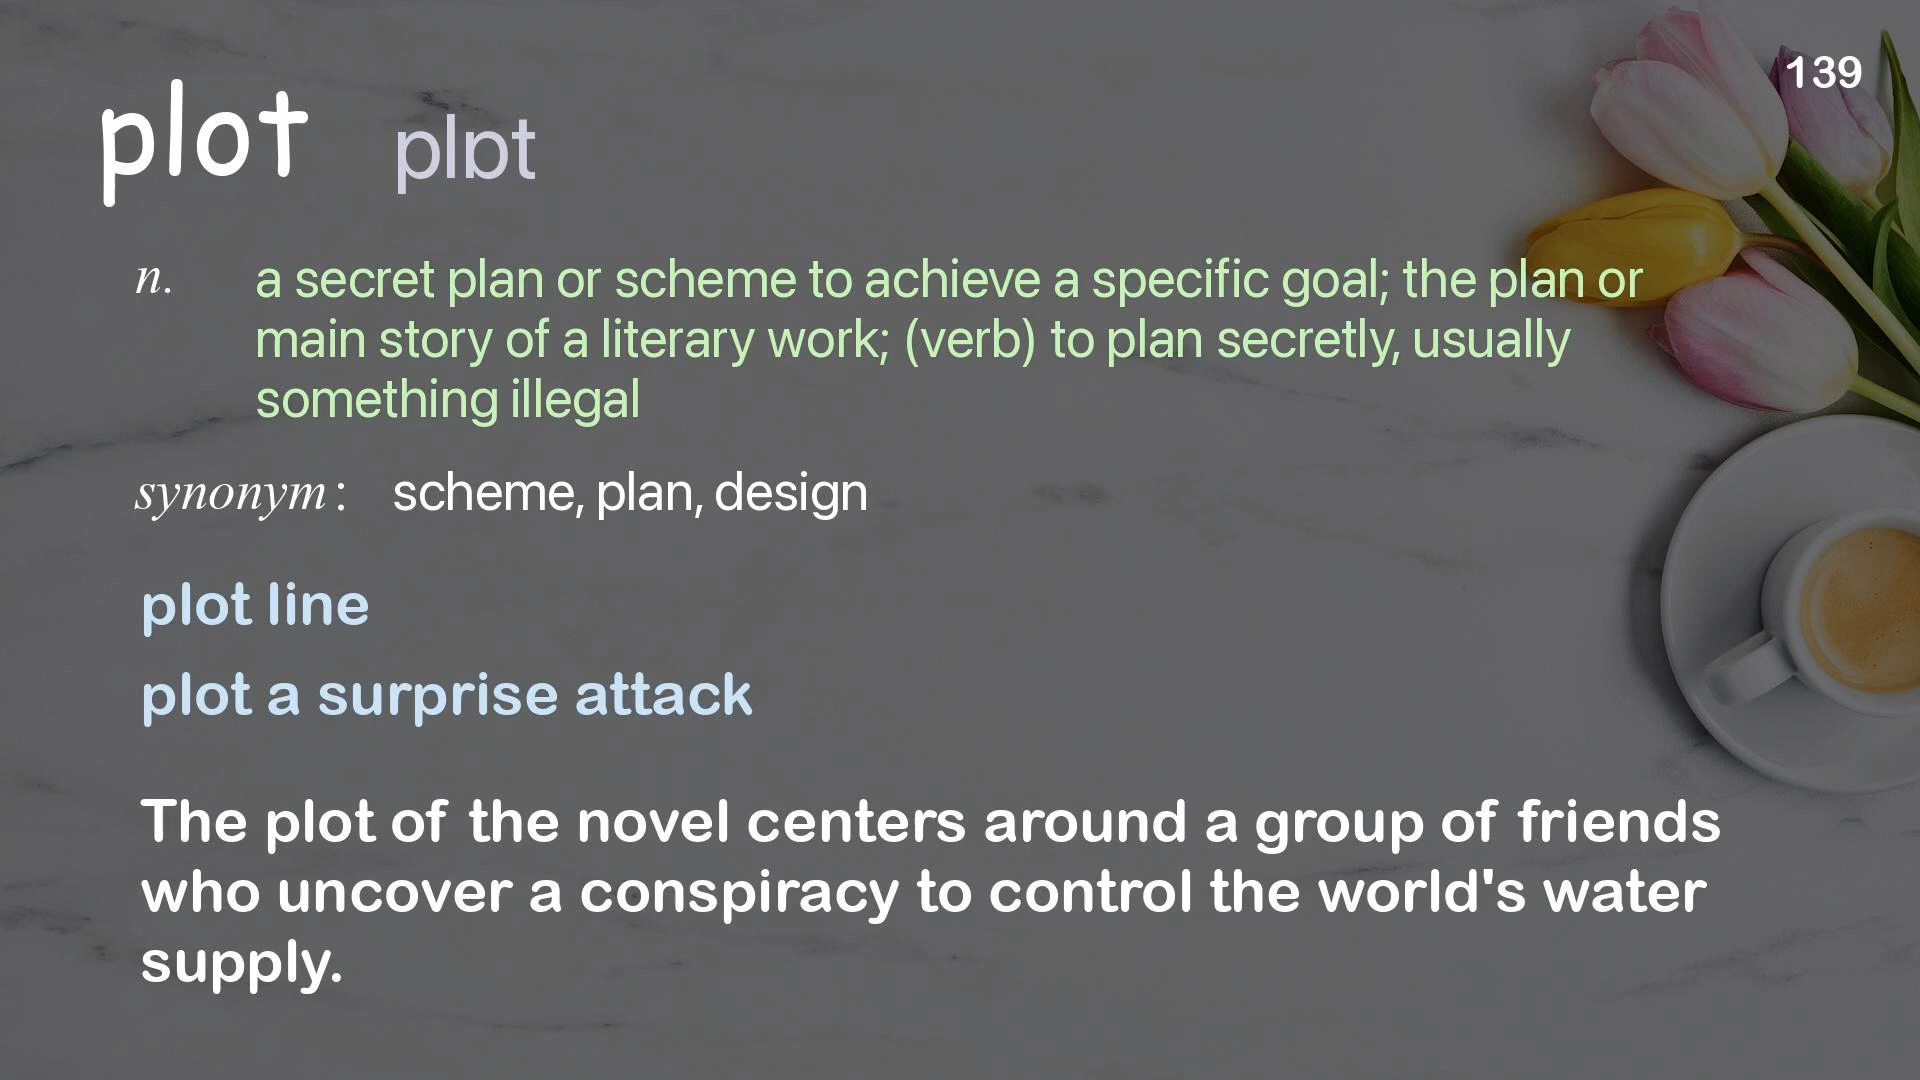 plot plɒt
139
n. a secret plan or scheme to achieve a specific goal; the plan or
main story of a literary work; (verb) to plan secretly, usually
something illegal
synonym : scheme, plan, design
plot line
plot a surprise attack
The plot of the novel centers around a group of friends
who uncover a conspiracy to control the world's water
supply.